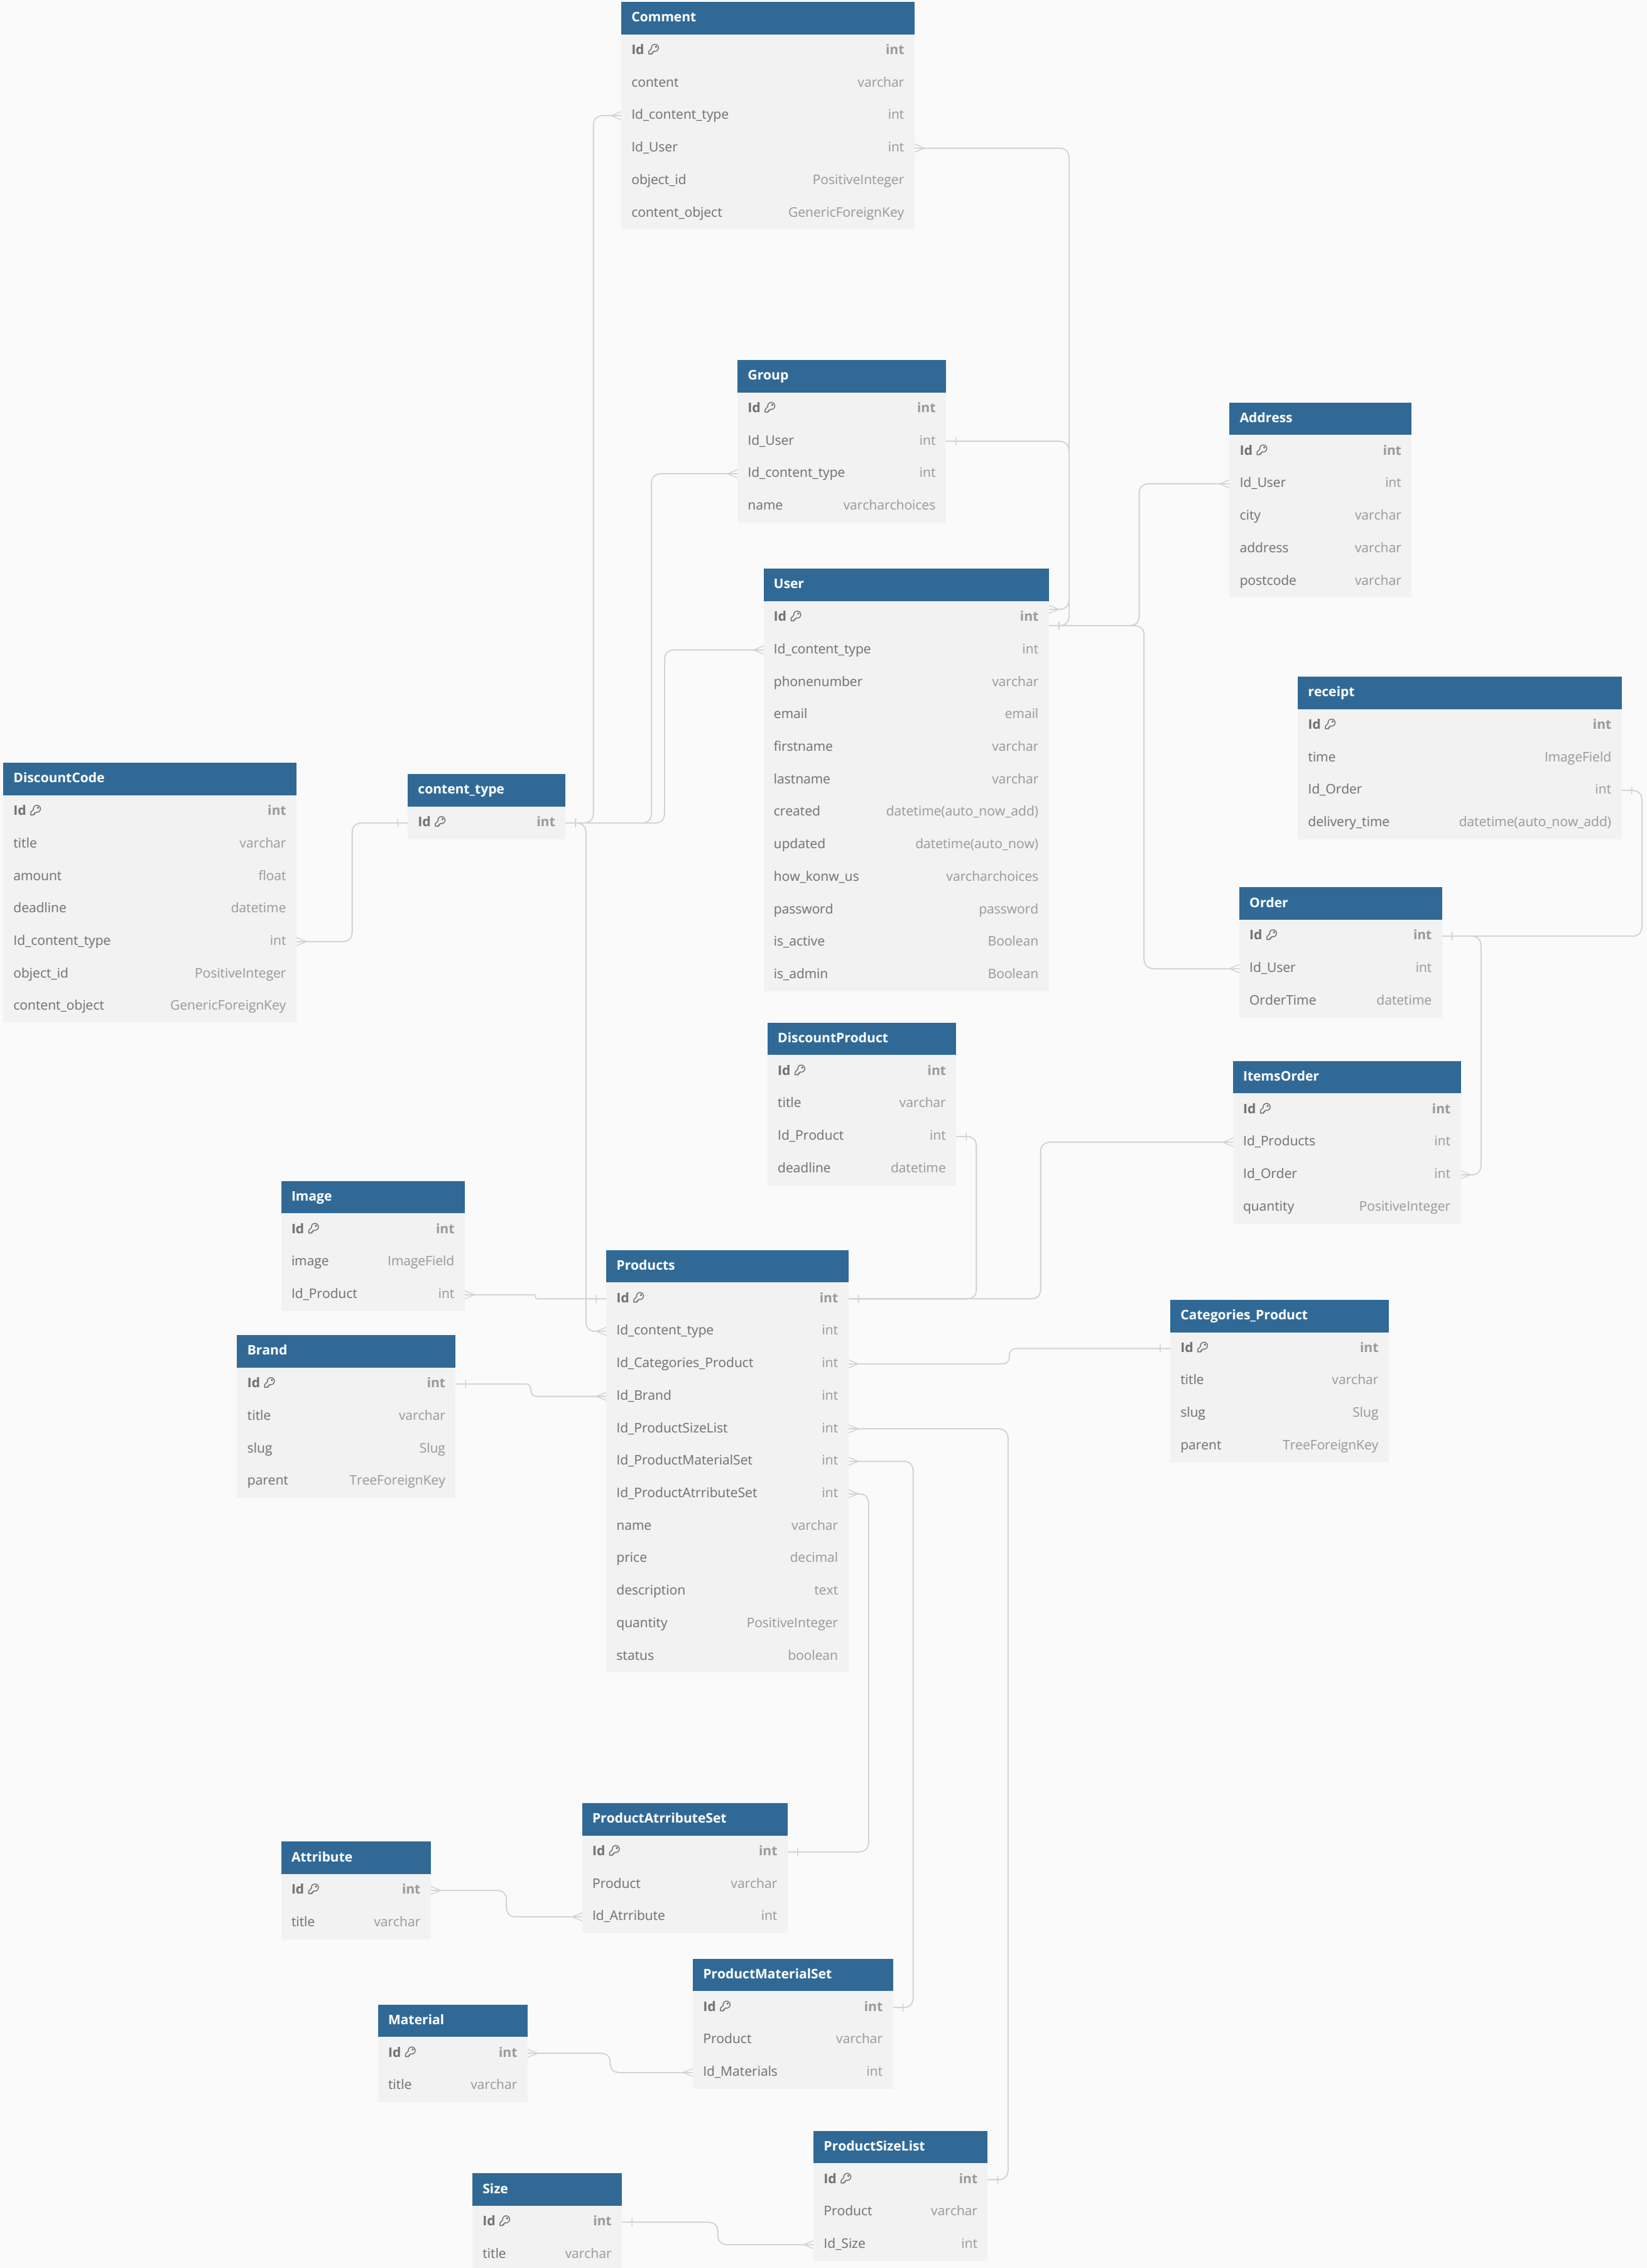 Comment
Id int
content varchar
Id_content_type int
Id_User int
object_id PositiveInteger
content_object GenericForeignKey
Group
Id int
Id_User int
Id_content_type int
name varcharchoices
Address
Id int
Id_User int
city varchar
address varchar
postcode varchar
User
Id int
Id_content_type int
phonenumber varchar
email email
firstname varchar
lastname varchar
created datetime(auto_now_add)
updated datetime(auto_now)
how_konw_us varcharchoices
password password
is_active Boolean
is_admin Boolean
receipt
Id int
time ImageField
Id_Order int
delivery_time datetime(auto_now_add)
DiscountCode
Id int
title varchar
amount float
deadline datetime
Id_content_type int
object_id PositiveInteger
content_object GenericForeignKey
content_type
Id int
Order
Id int
Id_User int
OrderTime datetime
DiscountProduct
Id int
title varchar
Id_Product int
deadline datetime
ItemsOrder
Id int
Id_Products int
Id_Order int
quantity PositiveInteger
Image
Id int
image ImageField
Id_Product int
Products
Id int
Id_content_type int
Id_Categories_Product int
Id_Brand int
Id_ProductSizeList int
Id_ProductMaterialSet int
Id_ProductAtrributeSet int
name varchar
price decimal
description text
quantity PositiveInteger
status boolean
Categories_Product
Id int
title varchar
slug Slug
parent TreeForeignKey
Brand
Id int
title varchar
slug Slug
parent TreeForeignKey
ProductAtrributeSet
Id int
Product varchar
Id_Atrribute int
Attribute
Id int
title varchar
ProductMaterialSet
Id int
Product varchar
Id_Materials int
Material
Id int
title varchar
ProductSizeList
Id int
Product varchar
Id_Size int
Size
Id int
title varchar